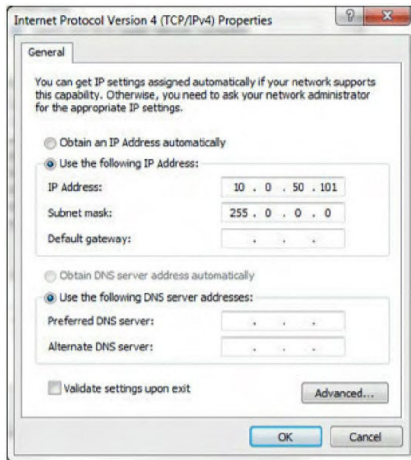 Internet Protocol Version 4 (TCP/IPv4) Properties
?
General
You can get IP settings assigned automatically if your network supports
this capability. Otherwise, you need to ask your network administrator
for the appropriate IP settings.
Obtain an IP Address automatically
Use the following IP Address:
IP Address: 10 . 0 . 50 . 101
Subnet mask: 255 . 0 . 0 . 0
Default gateway: . . .
Obtain DNS server address automatically
Use the following DNS server addresses:
Preferred DNS server: . . .
Alternate DNS server: . . .
Validate settings upon exit
Advanced...
OK Cancel